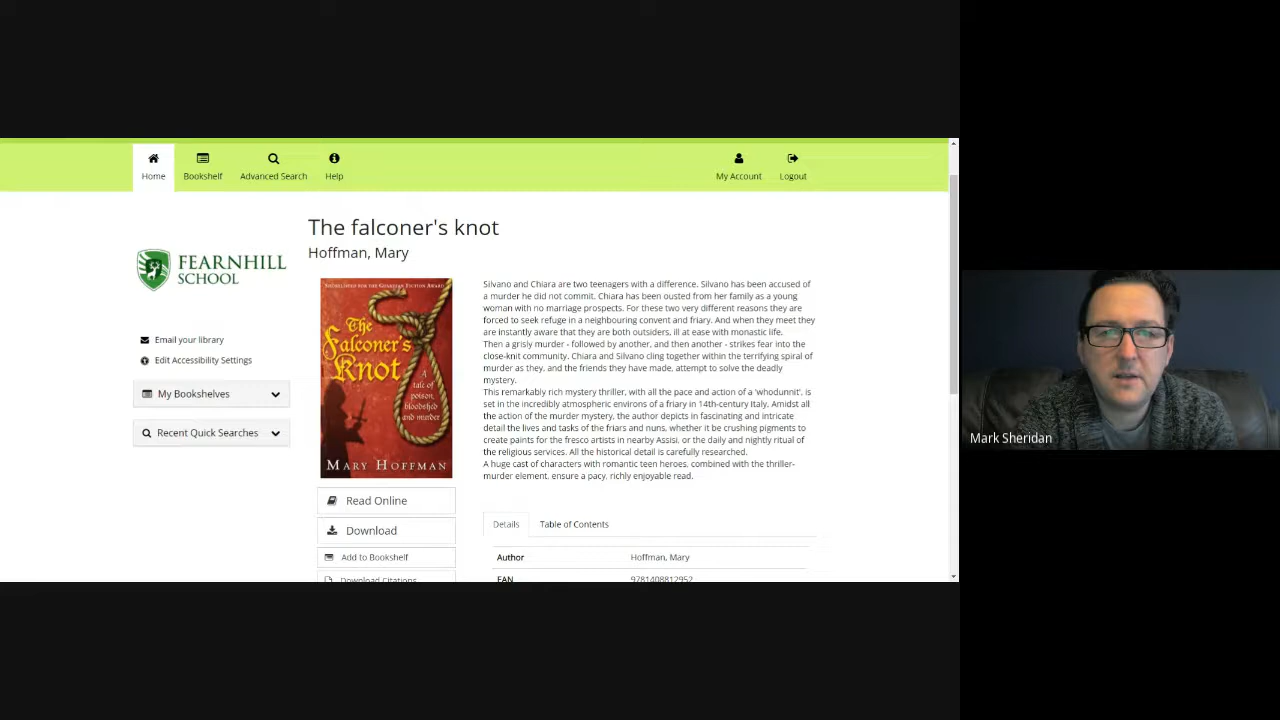 Home
Bookshelf
Advanced Search
Help
My Account
Logout
FEARNHILL
SCHOOL
Email your library
Edit Accessibility Settings
My Bookshelves
Recent Quick Searches
The falconer's knot
Hoffman, Mary
SHORTLISTED FOR THE GUARDIAN FICTION AWARD
The
Falconer's
Knot
A
tale of
poison
bloodshed
and murder
MARY HOFFMAN
Silvano and Chiara are two teenagers with a difference. Silvano has been accused of
a murder he did not commit. Chiara has been ousted from her family as a young
woman with no marriage prospects. For these two very different reasons they are
forced to seek refuge in a neighbouring convent and friary. And when they meet they
are instantly aware that they are both outsiders, ill at ease with monastic life.
Then a grisly murder - followed by another, and then another - strikes fear into the
close-knit community. Chiara and Silvano cling together within the terrifying spiral of
murder as they, and the friends they have made, attempt to solve the deadly
mystery.
This remarkably rich mystery thriller, with all the pace and action of a 'whodunnit', is
set in the incredibly atmospheric environs of a friary in 14th-century Italy. Amidst all
the action of the murder mystery, the author depicts in fascinating and intricate
detail the lives and tasks of the friars and nuns, whether it be crushing pigments to
create paints for the fresco artists in nearby Assisi, or the daily and nightly ritual of
the religious services. All the historical detail is carefully researched.
A huge cast of characters with romantic teen heroes, combined with the thriller-
murder element, ensure a pacy, richly enjoyable read.
Read Online
Download
Add to Bookshelf
Download Citations
Details
Table of Contents
Author Hoffman, Mary
EAN 9781408812952
Mark Sheridan